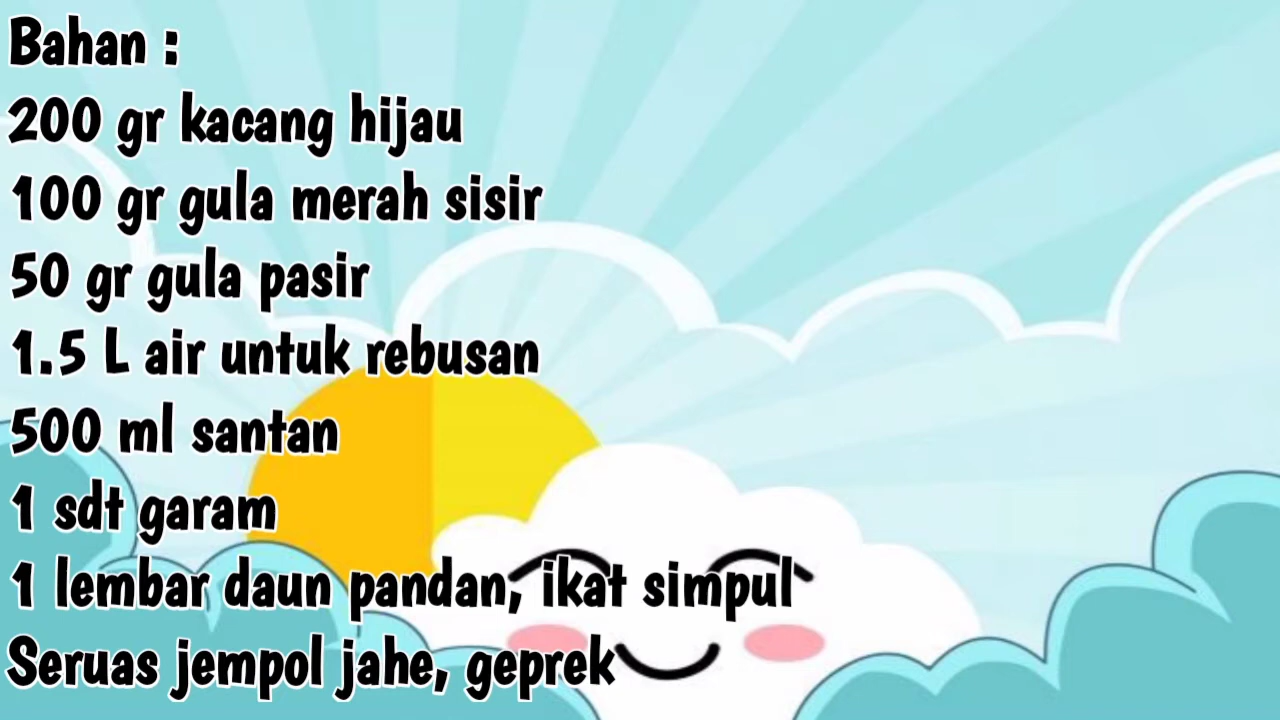 Bahan :
200 gr kacang hijau
100 gr gula merah sisir
50 gr gula pasir
1.5 L air untuk rebusan
500 ml santan
1 sdt garam
1 lembar daun pandan, ikat simpul
Seruas jempol jahe, geprek